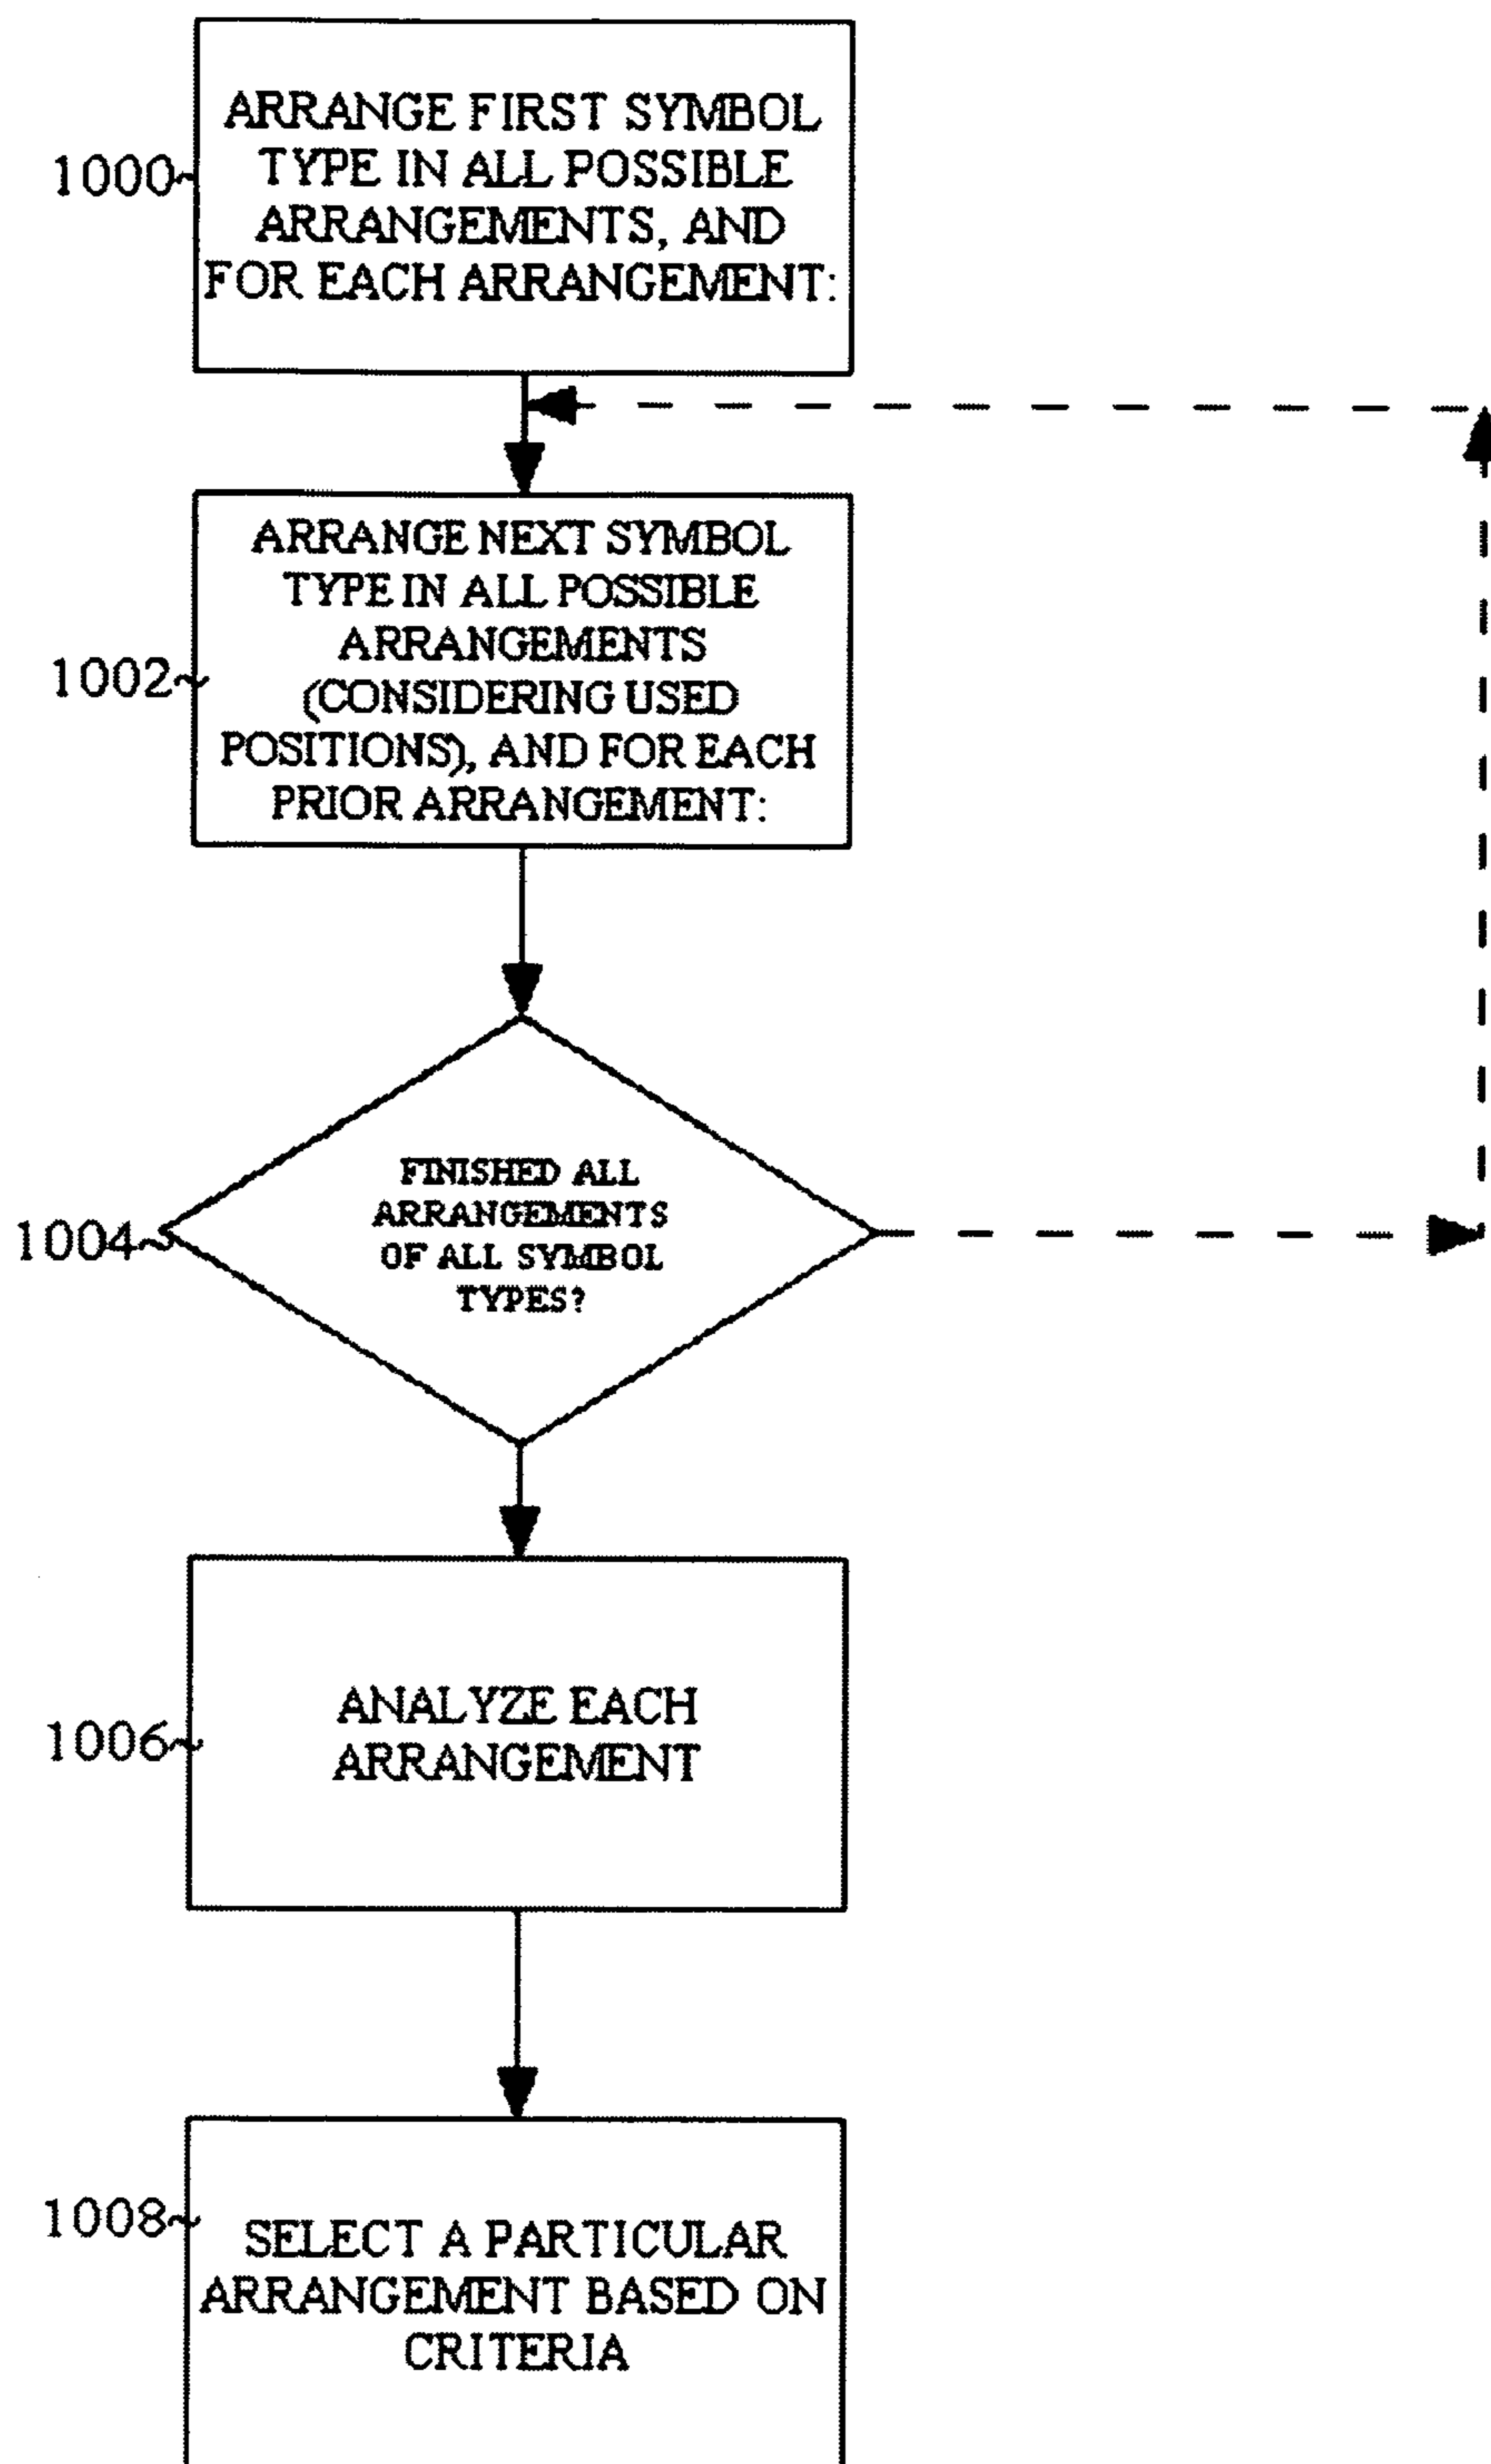 1000
ARRANGE FIRST SYMBOL
TYPE IN ALL POSSIBLE
ARRANGEMENTS, AND
FOR EACH ARRANGEMENT:
1002
ARRANGE NEXT SYMBOL
TYPE IN ALL POSSIBLE
ARRANGEMENTS
(CONSIDERING USED
POSITIONS), AND FOR EACH
PRIOR ARRANGEMENT:
1004
FINISHED ALL
ARRANGEMENTS
OF ALL SYMBOL
TYPES?
1006
ANALYZE EACH
ARRANGEMENT
1008
SELECT A PARTICULAR
ARRANGEMENT BASED ON
CRITERIA